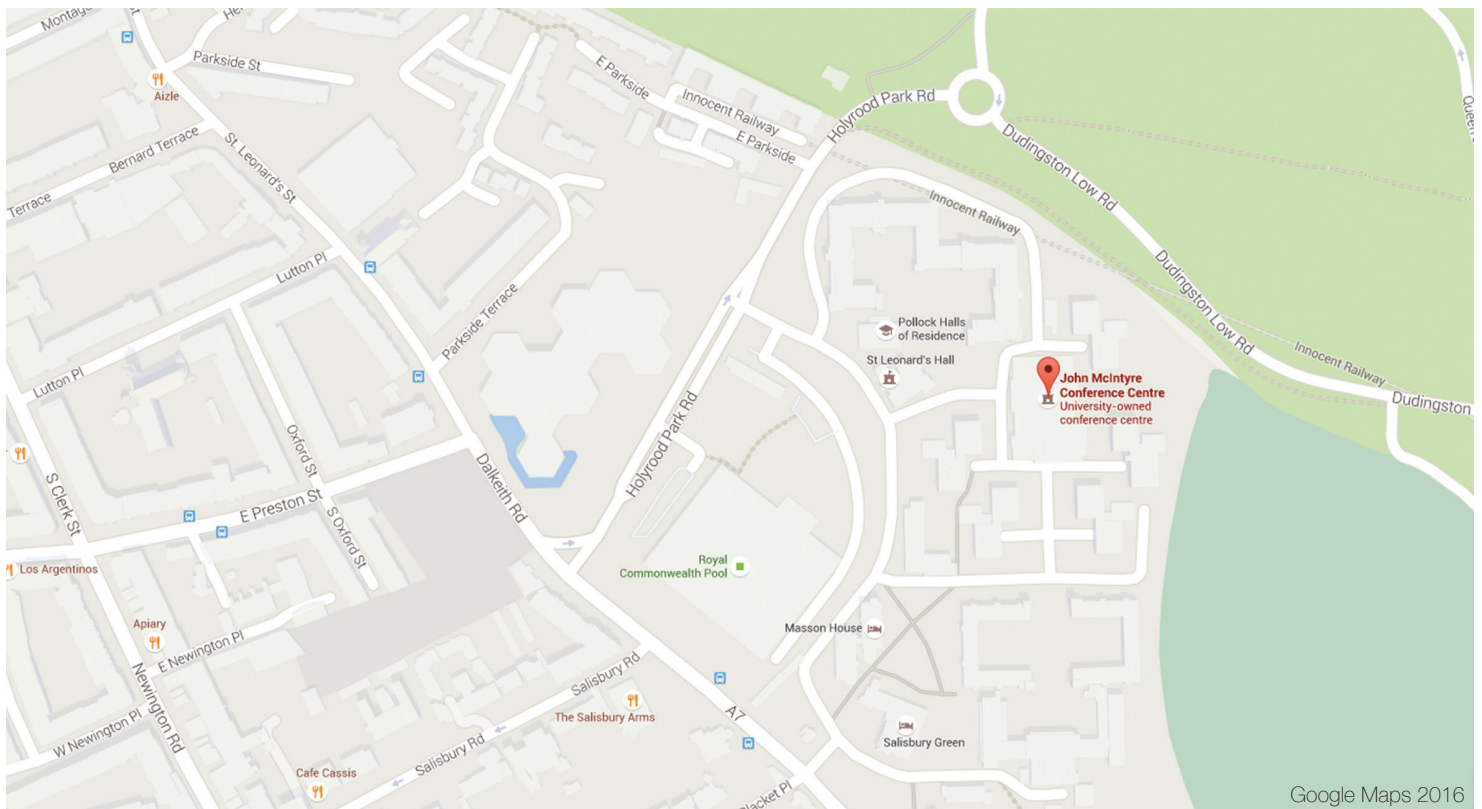 Montagu
St
Her
Parkside St
Aizle
Bernard Terrace
Terrace
St. Leonard's St
E Parkside
Innocent Railway
E Parkside
Holyrood Park Rd
Dudingston Low Rd
Innocent Railway
Dudingston Low Rd
Queen's
Lutton Pl
Parkside Terrace
Lutton Pl
Pollock Halls
of Residence
St Leonard's Hall
John McIntyre
Conference Centre
University-owned
conference centre
Innocent Railway
Dudingston
Oxford St
Holyrood Park Rd
S Clerk St
Dalkeith Rd
E Preston St
S Oxford St
Los Argentinos
Royal
Commonwealth Pool
Apiary
E Newington Pl
Masson House
Newington Rd
Salisbury Rd
The Salisbury Arms
A7
W Newington Pl
Salisbury Rd
Salisbury Green
Cafe Cassis
Blacket Pl
Google Maps 2016